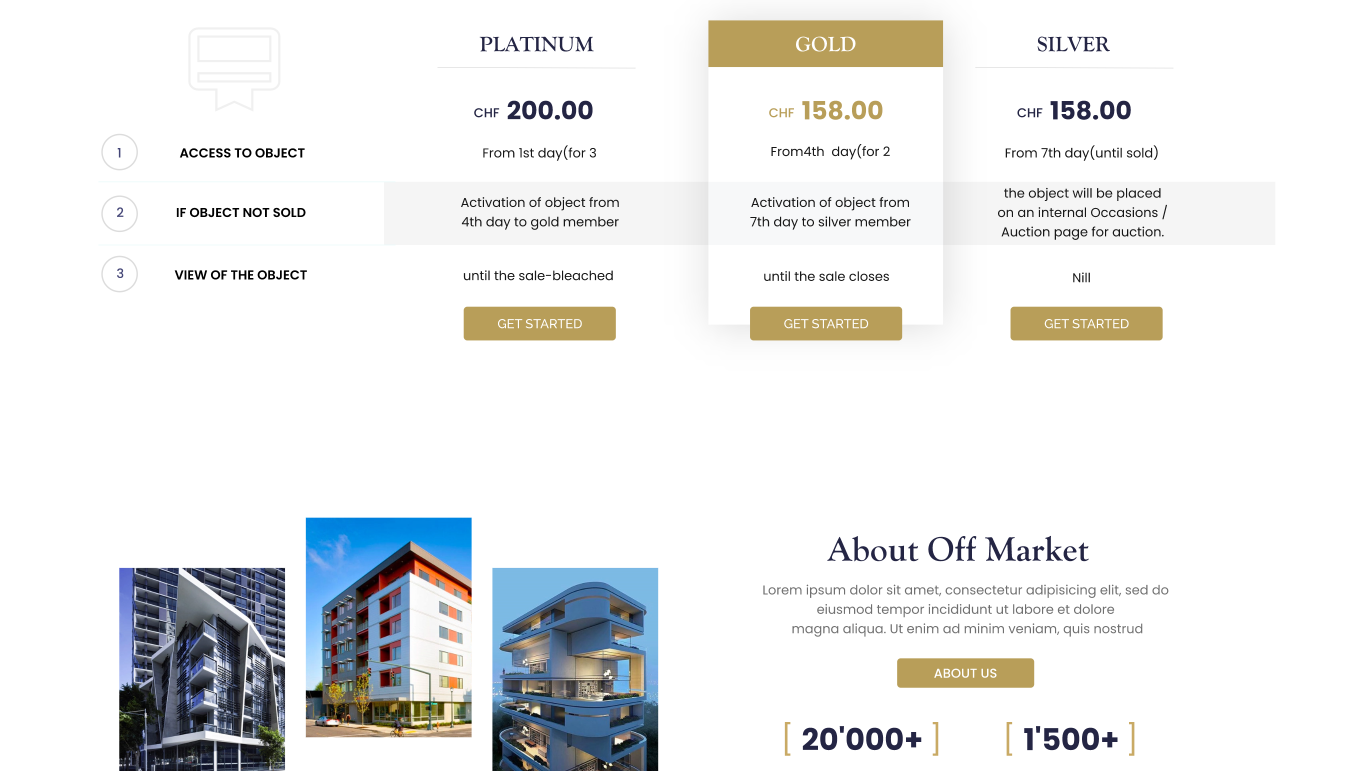 PLATINUM
GOLD
SILVER
CHF 200.00
CHF 158.00
CHF 158.00
1
ACCESS TO OBJECT
From 1st day(for 3
From4th day(for 2
From 7th day(until sold)
2
IF OBJECT NOT SOLD
Activation of object from
4th day to gold member
Activation of object from
7th day to silver member
the object will be placed
on an internal Occasions /
Auction page for auction.
3
VIEW OF THE OBJECT
until the sale-bleached
until the sale closes
Nill
GET STARTED
GET STARTED
GET STARTED
About Off Market
Lorem ipsum dolor sit amet, consectetur adipisicing elit, sed do
eiusmod tempor incididunt ut labore et dolore
magna aliqua. Ut enim ad minim veniam, quis nostrud
ABOUT US
[ 20'000+ ]
[ 1'500+ ]